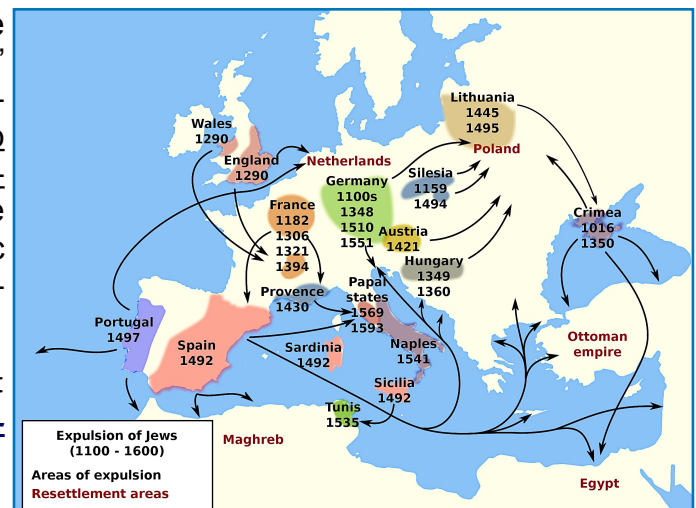 Lithuania
1445
1495
Wales
1290
England
1290
Netherlands
Poland
Germany
1100s
1348
1510
1551
Silesia
1159
1494
France
1182
1306
1321
1394
Austria
1421
Crimea
1016
1350
Hungary
1349
1360
Provence
1430
Papal
states
1569
1593
Portugal
1497
Spain
1492
Sardinia
1492
Naples
1541
Ottoman
empire
Sicilia
1492
Tunis
1535
Maghreb
Egypt
Expulsion of Jews
(1100 - 1600)
Areas of expulsion
Resettlement areas